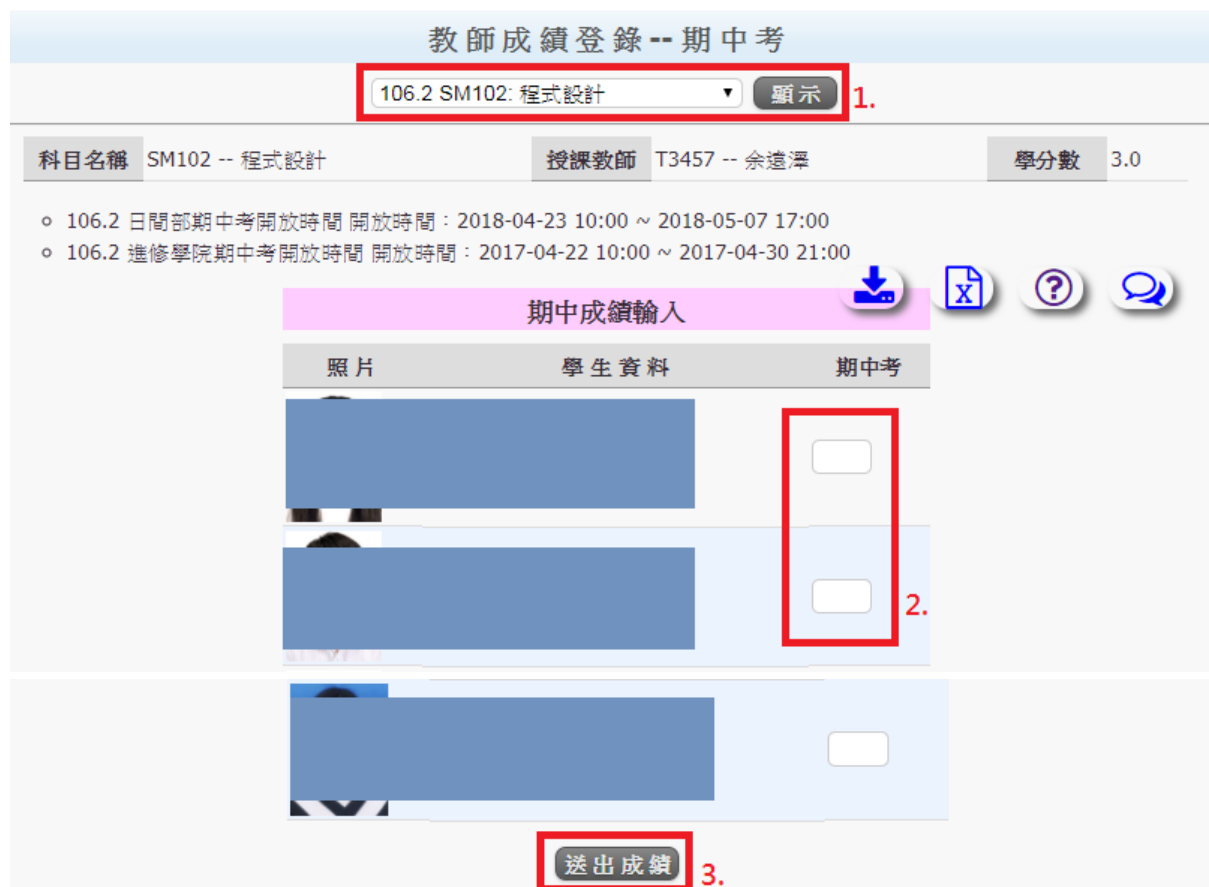 教師成績登錄--期中考
106.2 SM102: 程式設計 顯示 1.
科目名稱 SM102 -- 程式設計 授課教師 T3457 -- 余遠澤 學分數 3.0
106.2 日間部期中考開放時間 開放時間：2018-04-23 10:00 ~ 2018-05-07 17:00
106.2 進修學院期中考開放時間 開放時間：2017-04-22 10:00 ~ 2017-04-30 21:00
期中成績輸入
照片 學生資料 期中考
2.
送出成績 3.